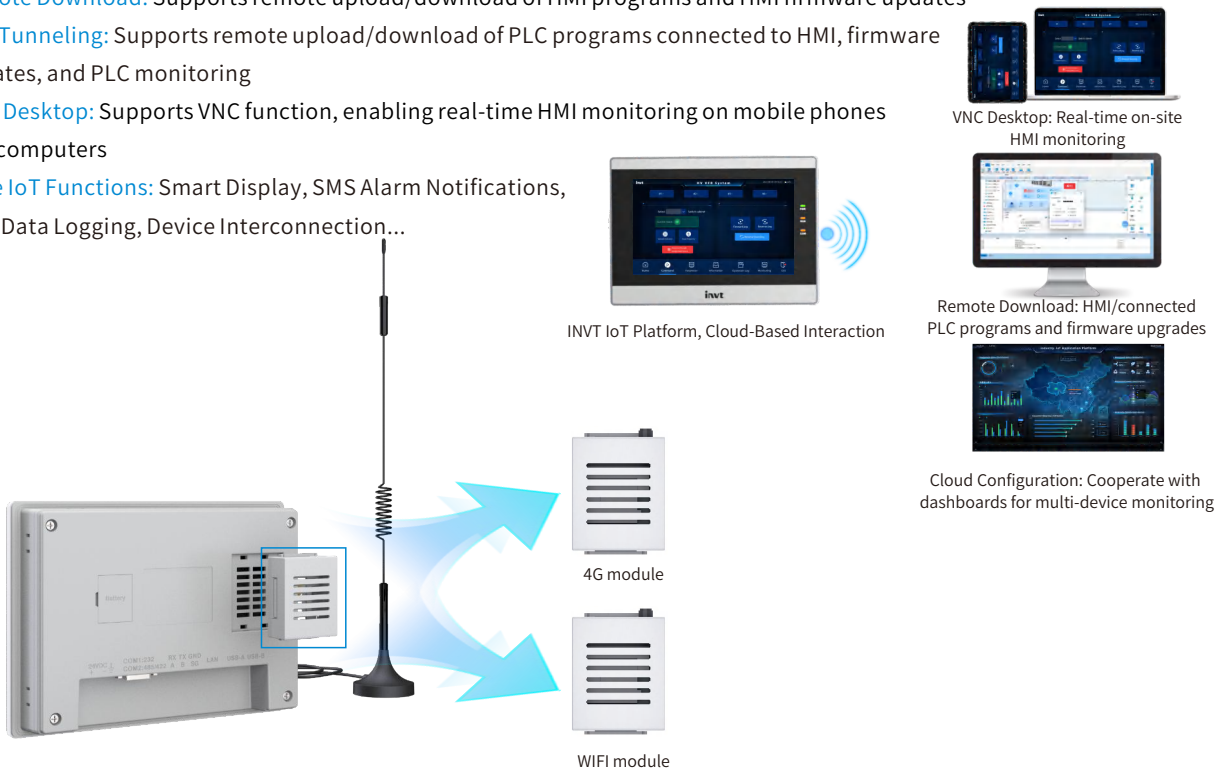 ote Download: Supports remote upload/download of HMI programs and HMI firmware updates
Tunneling: Supports remote upload/download of PLC programs connected to HMI, firmware
ates, and PLC monitoring
Desktop: Supports VNC function, enabling real-time HMI monitoring on mobile phones
computers
e IoT Functions: Smart Display, SMS Alarm Notifications,
Data Logging, Device Interconnection...
VNC Desktop: Real-time on-site
HMI monitoring
invt
INVT IoT Platform, Cloud-Based Interaction
Remote Download: HMI/connected
PLC programs and firmware upgrades
Cloud Configuration: Cooperate with
dashboards for multi-device monitoring
4G module
Battery
WIFI module